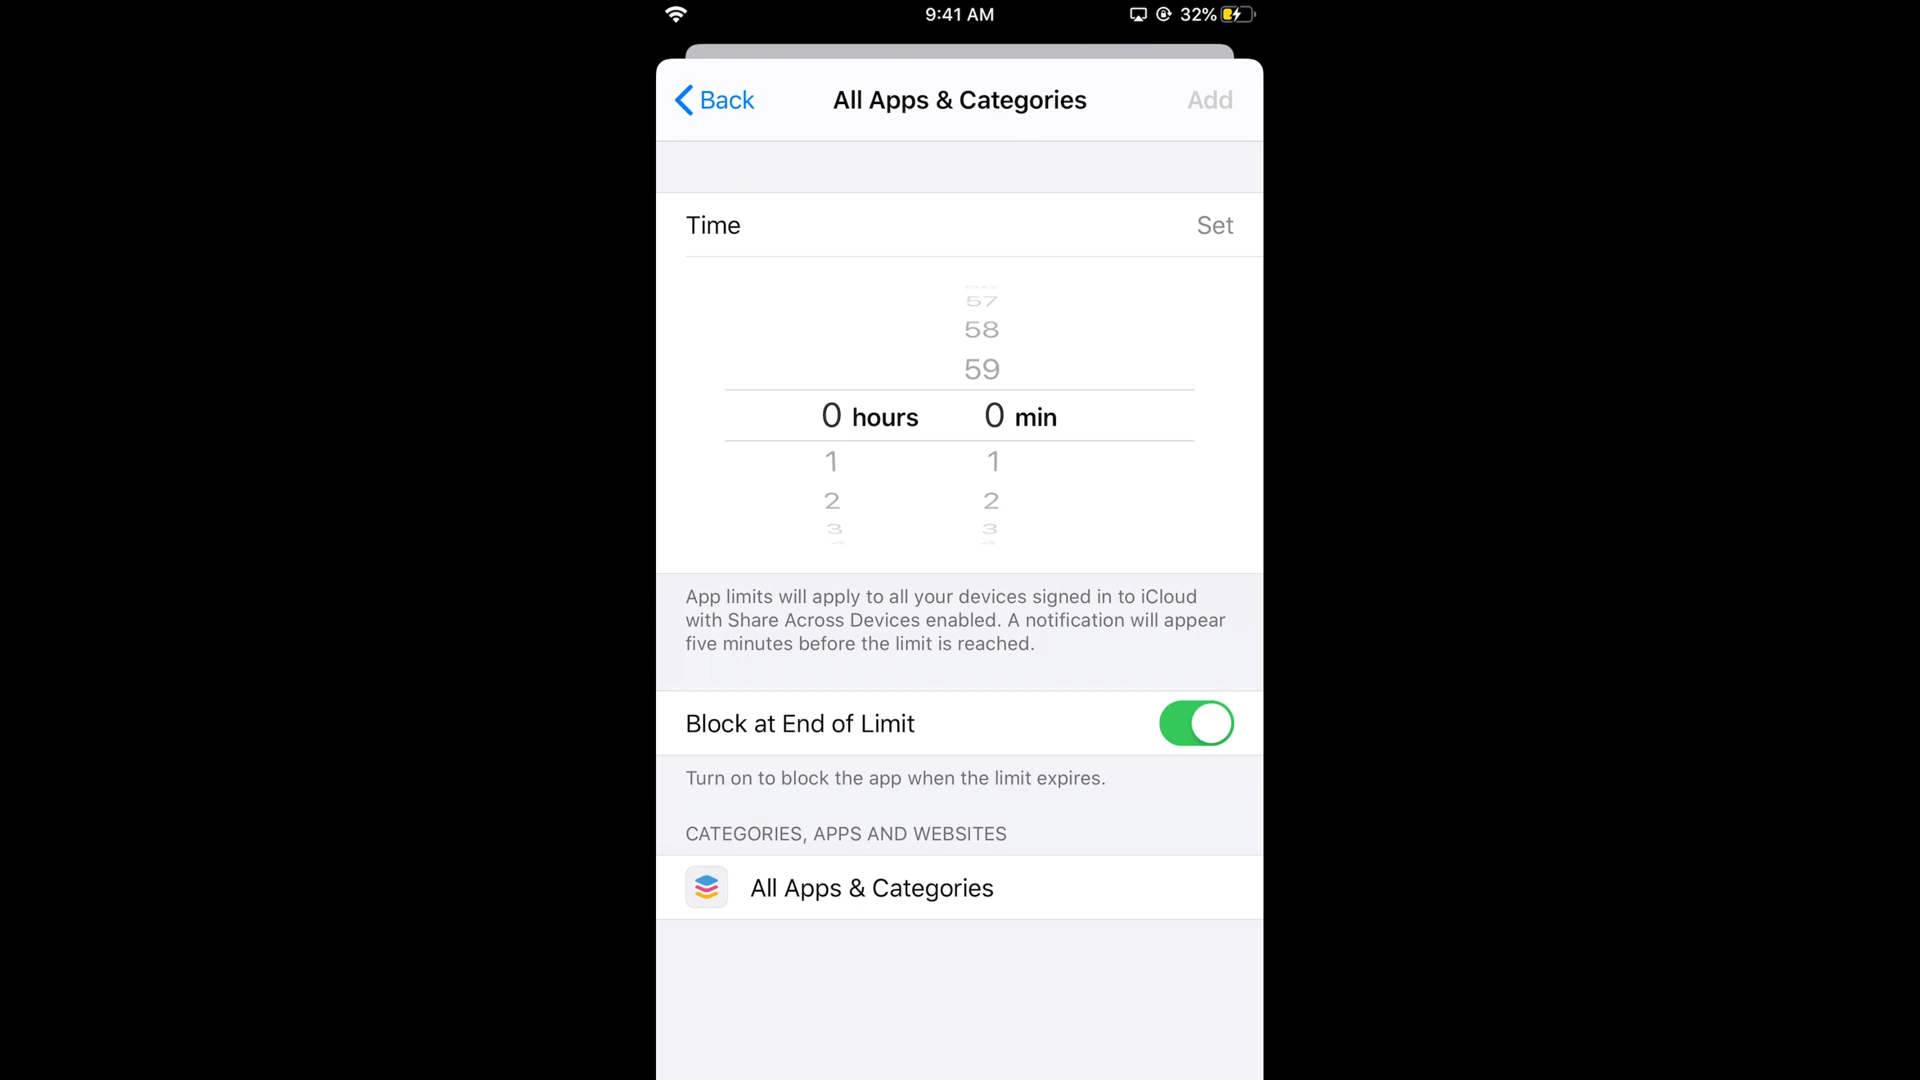 9:41 AM 32%
Back All Apps & Categories Add
Time Set
57
58
59
0 hours 0 min
1 1
2 2
3 3
App limits will apply to all your devices signed in to iCloud
with Share Across Devices enabled. A notification will appear
five minutes before the limit is reached.
Block at End of Limit
Turn on to block the app when the limit expires.
CATEGORIES, APPS AND WEBSITES
All Apps & Categories